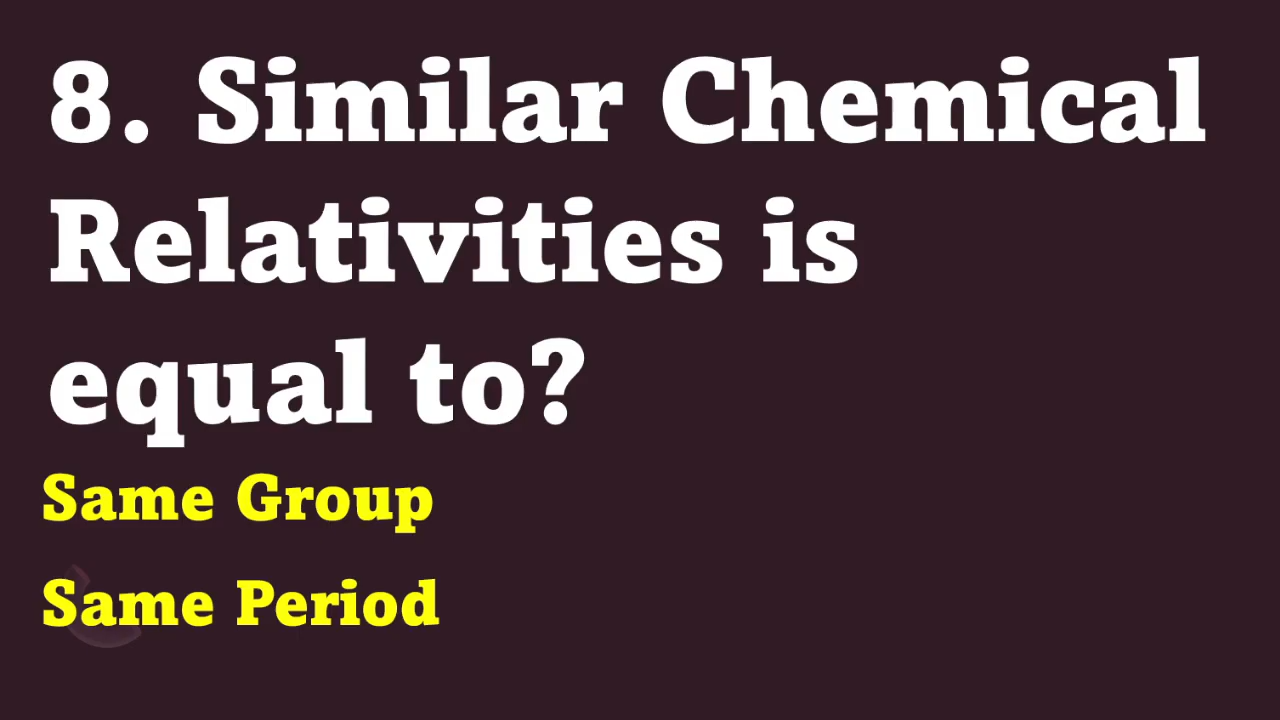 8. Similar Chemical
Relativities is
equal to?
Same Group
Same Period